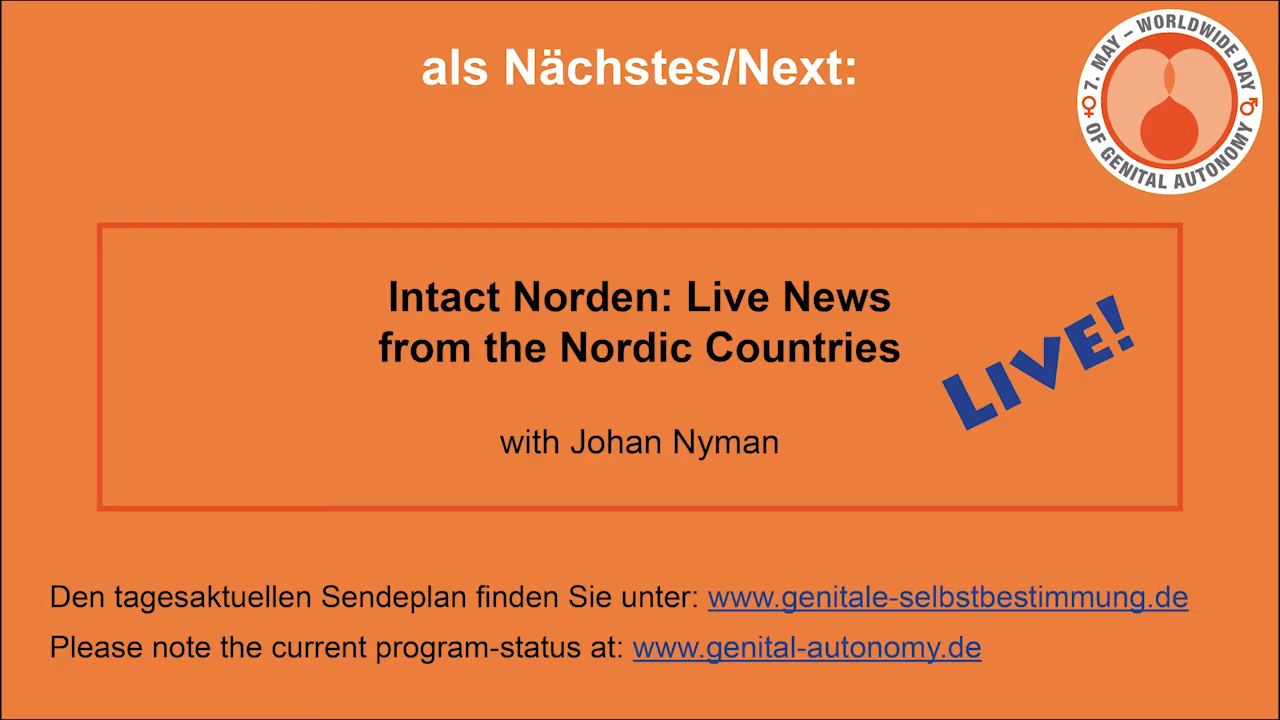 als Nächstes/Next:
7. MAY – WORLDWIDE DAY
OF GENITAL AUTONOMY
Intact Norden: Live News
from the Nordic Countries
LIVE!
with Johan Nyman
Den tagesaktuellen Sendeplan finden Sie unter: www.genitale-selbstbestimmung.de
Please note the current program-status at: www.genital-autonomy.de